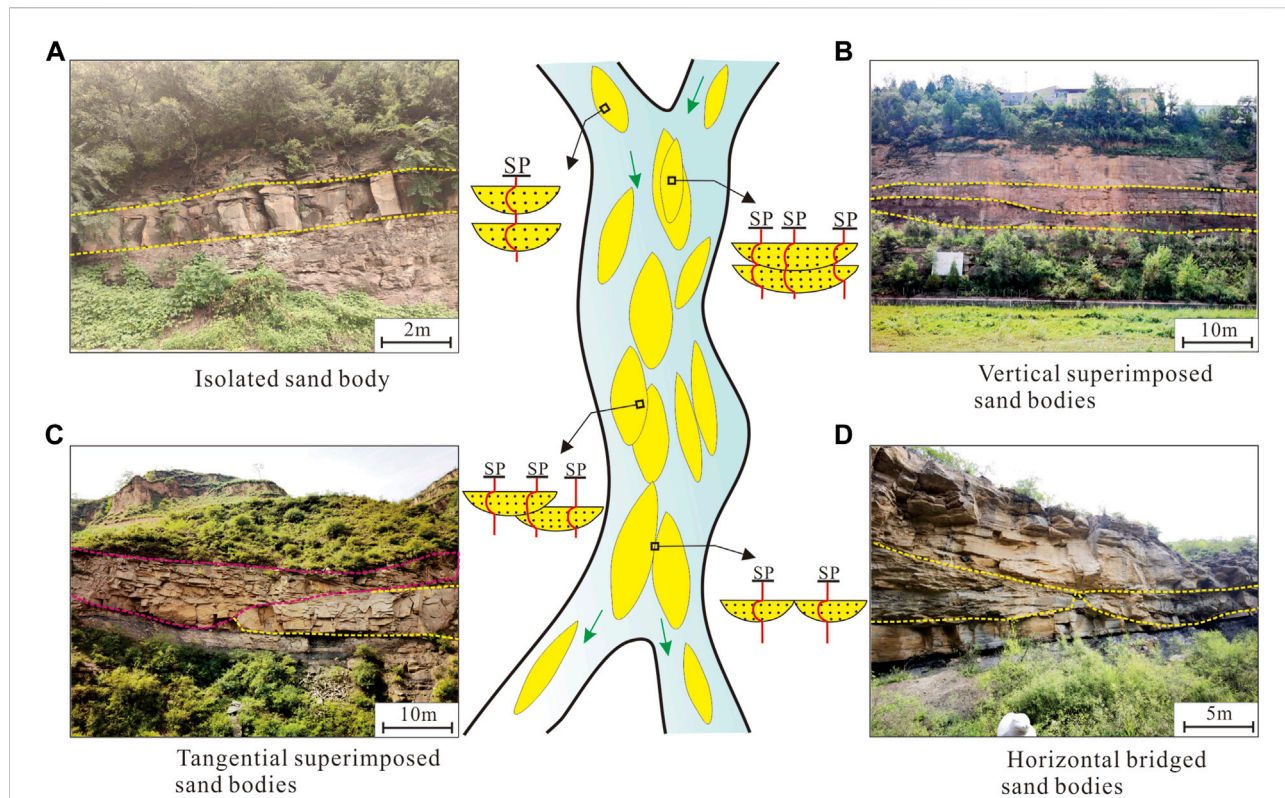 A
B
SP
SP SP SP
2m
10m
Isolated sand body
Vertical superimposed
sand bodies
C
D
SP SP SP
SP SP
10m
5m
Tangential superimposed
sand bodies
Horizontal bridged
sand bodies